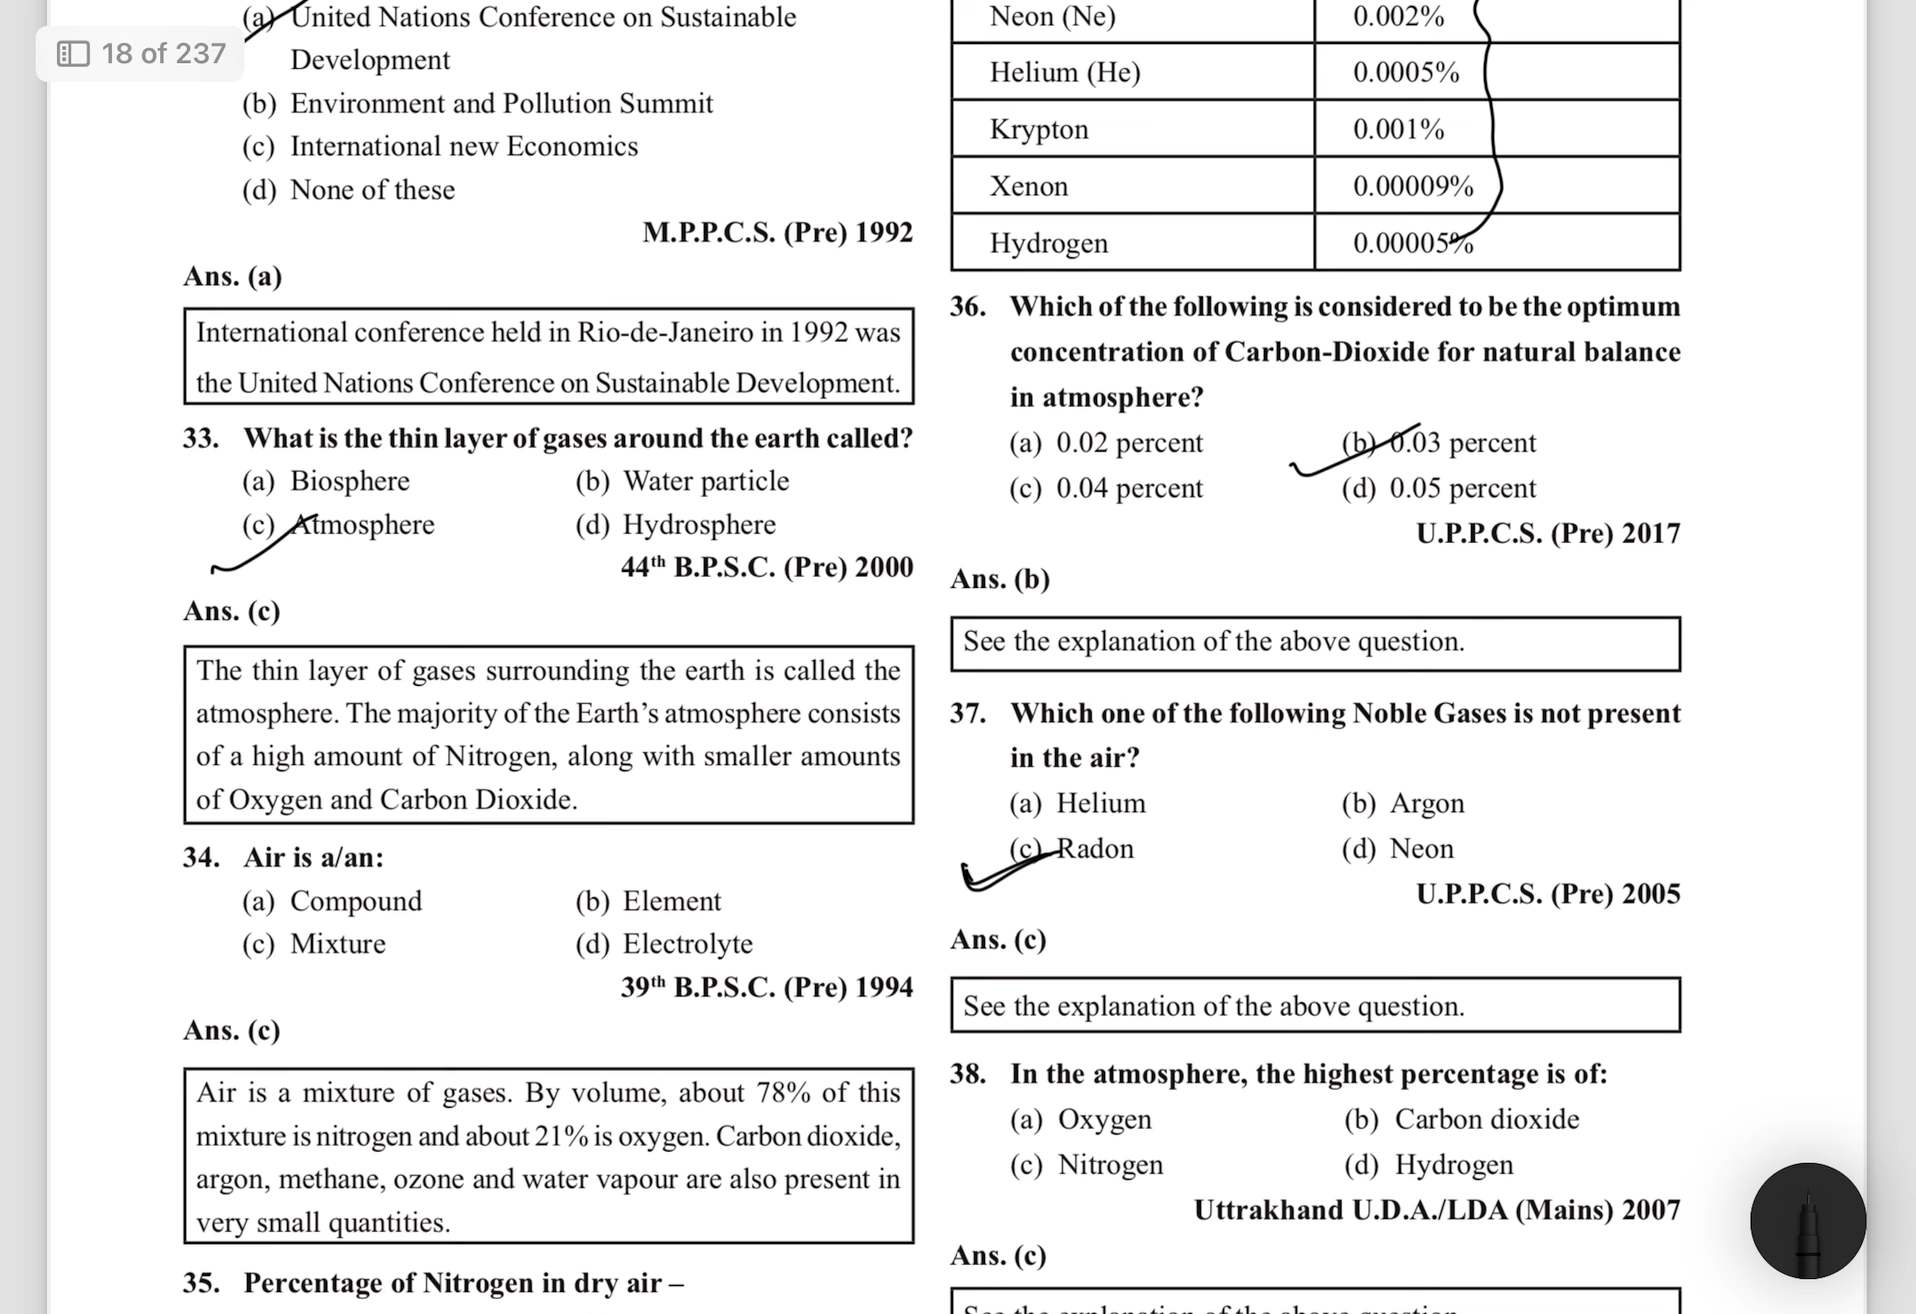 18 of 237
(a) United Nations Conference on Sustainable
Development
(b) Environment and Pollution Summit
(c) International new Economics
(d) None of these
M.P.P.C.S. (Pre) 1992
Ans. (a)
International conference held in Rio-de-Janeiro in 1992 was
the United Nations Conference on Sustainable Development.
33. What is the thin layer of gases around the earth called?
(a) Biosphere (b) Water particle
(c) Atmosphere (d) Hydrosphere
44th B.P.S.C. (Pre) 2000
Ans. (c)
The thin layer of gases surrounding the earth is called the
atmosphere. The majority of the Earth’s atmosphere consists
of a high amount of Nitrogen, along with smaller amounts
of Oxygen and Carbon Dioxide.
34. Air is a/an:
(a) Compound (b) Element
(c) Mixture (d) Electrolyte
39th B.P.S.C. (Pre) 1994
Ans. (c)
Air is a mixture of gases. By volume, about 78% of this
mixture is nitrogen and about 21% is oxygen. Carbon dioxide,
argon, methane, ozone and water vapour are also present in
very small quantities.
35. Percentage of Nitrogen in dry air –
Neon (Ne) 0.002%
Helium (He) 0.0005%
Krypton 0.001%
Xenon 0.00009%
Hydrogen 0.00005%
36. Which of the following is considered to be the optimum
concentration of Carbon-Dioxide for natural balance
in atmosphere?
(a) 0.02 percent (b) 0.03 percent
(c) 0.04 percent (d) 0.05 percent
U.P.P.C.S. (Pre) 2017
Ans. (b)
See the explanation of the above question.
37. Which one of the following Noble Gases is not present
in the air?
(a) Helium (b) Argon
(c) Radon (d) Neon
U.P.P.C.S. (Pre) 2005
Ans. (c)
See the explanation of the above question.
38. In the atmosphere, the highest percentage is of:
(a) Oxygen (b) Carbon dioxide
(c) Nitrogen (d) Hydrogen
Uttrakhand U.D.A./LDA (Mains) 2007
Ans. (c)
See the explanation of the above question.